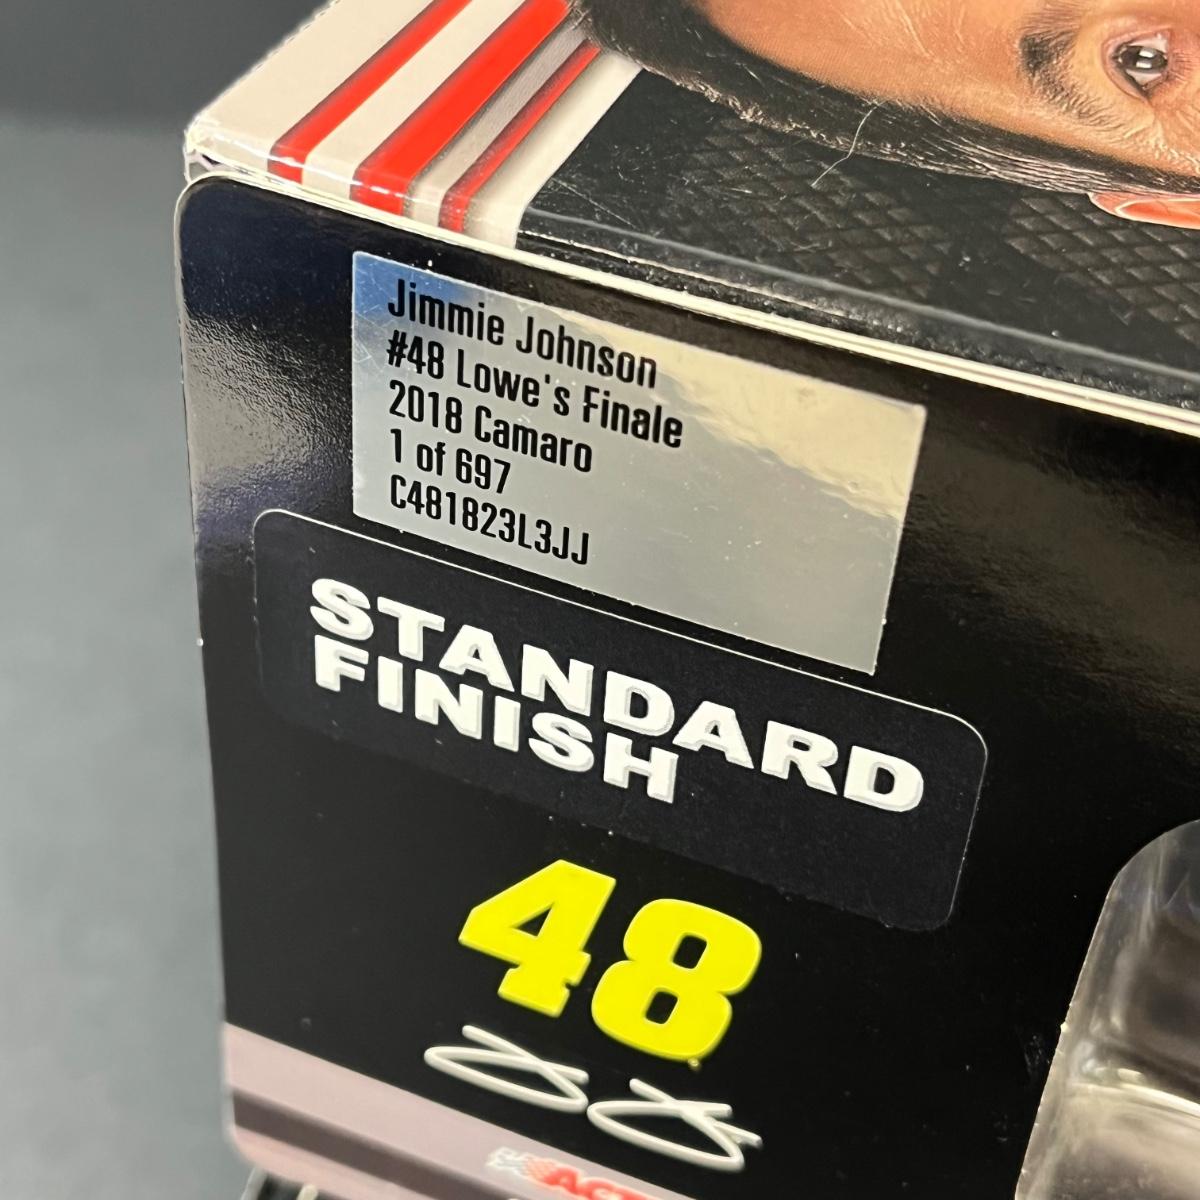 Jimmie Johnson
#48 Lowe's Finale
2018 Camaro
1 of 697
C481823L3JJ
STANDARD
FINISH
48